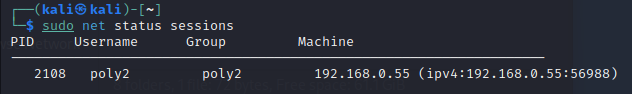 ┌──(kali㉿kali)-[~]
└─$ sudo net status sessions
PID     Username     Group     Machine
2108     poly2     poly2     192.168.0.55 (ipv4:192.168.0.55:56988)